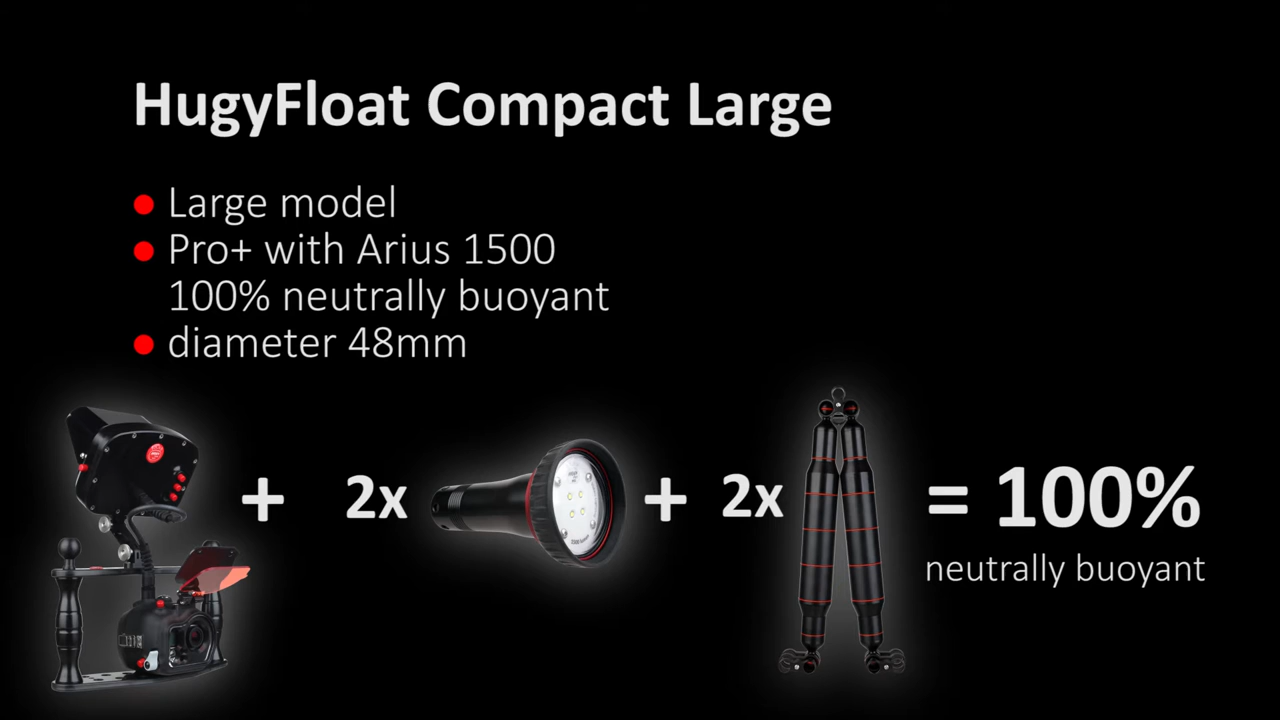 HugyFloat Compact Large
Large model
Pro+ with Arius 1500
100% neutrally buoyant
diameter 48mm
+ 2x + 2x = 100%
neutrally buoyant